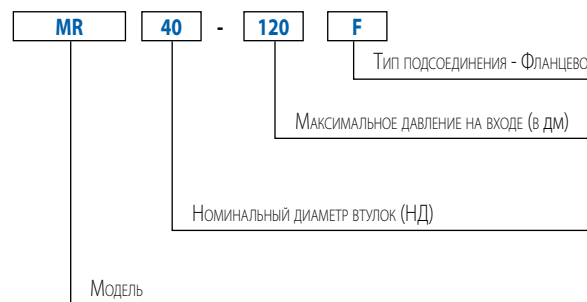 MR 40 - 120 F
Тип подсоединения - Фланцево
Максимальное давление на входе (в дм)
Номинальный диаметр втулок (НД)
Модель